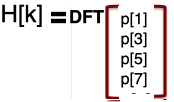 H[k] = DFT
p[1]
p[3]
p[5]
p[7]